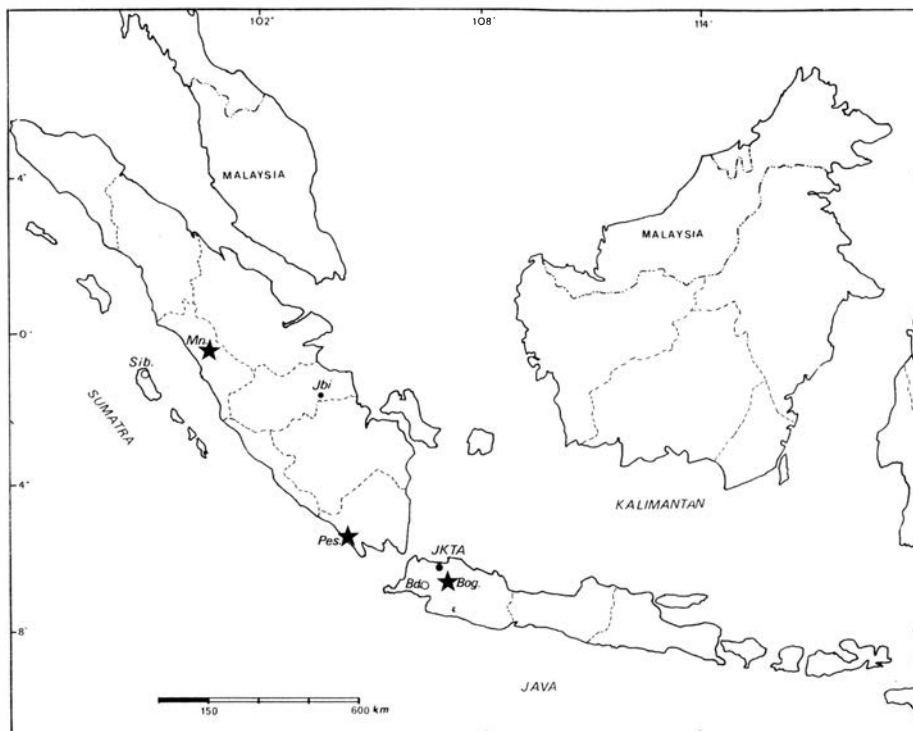 102° 108° 114°
MALAYSIA
4°
MALAYSIA
0°
Mn.
Sib.
Jbi
SUMATRA
4°
KALIMANTAN
Pes.
JKTA
Bd. Bog.
8°
JAVA
150 600 km